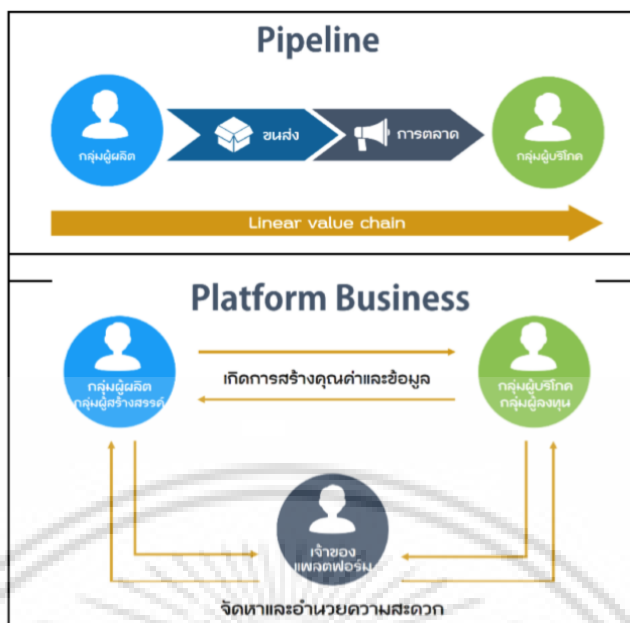 Pipeline
กลุ่มผู้ผลิต
ขนส่ง
การตลาด
กลุ่มผู้บริโภค
Linear value chain
Platform Business
กลุ่มผู้ผลิต
กลุ่มผู้สร้างสรรค์
เกิดการสร้างคุณค่าและข้อมูล
กลุ่มผู้บริโภค
กลุ่มผู้ลงทุน
เจ้าของ
แพลตฟอร์ม
จัดหาและอำนวยความสะดวก